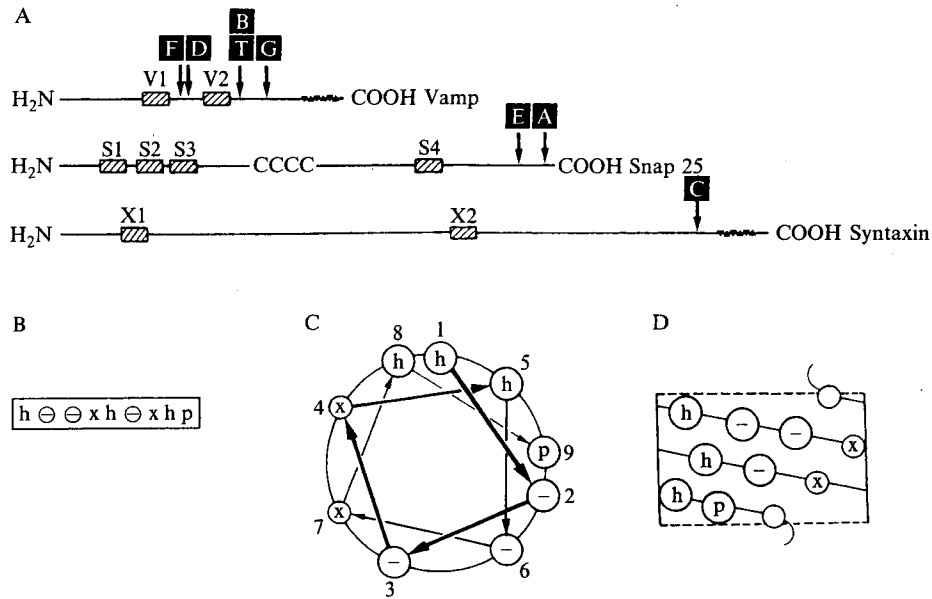 A
B
F D T G
V1 V2
H₂N COOH Vamp
E A
S1 S2 S3 S4
H₂N CCCC COOH Snap 25
C
X1 X2
H₂N COOH Syntaxin
B C D
h ⊖ ⊖ x h ⊖ x h p
8 1
h h 5
h
4 x
p 9
− 2
x
7
− 6
−
3
h − − x
h − x
h p